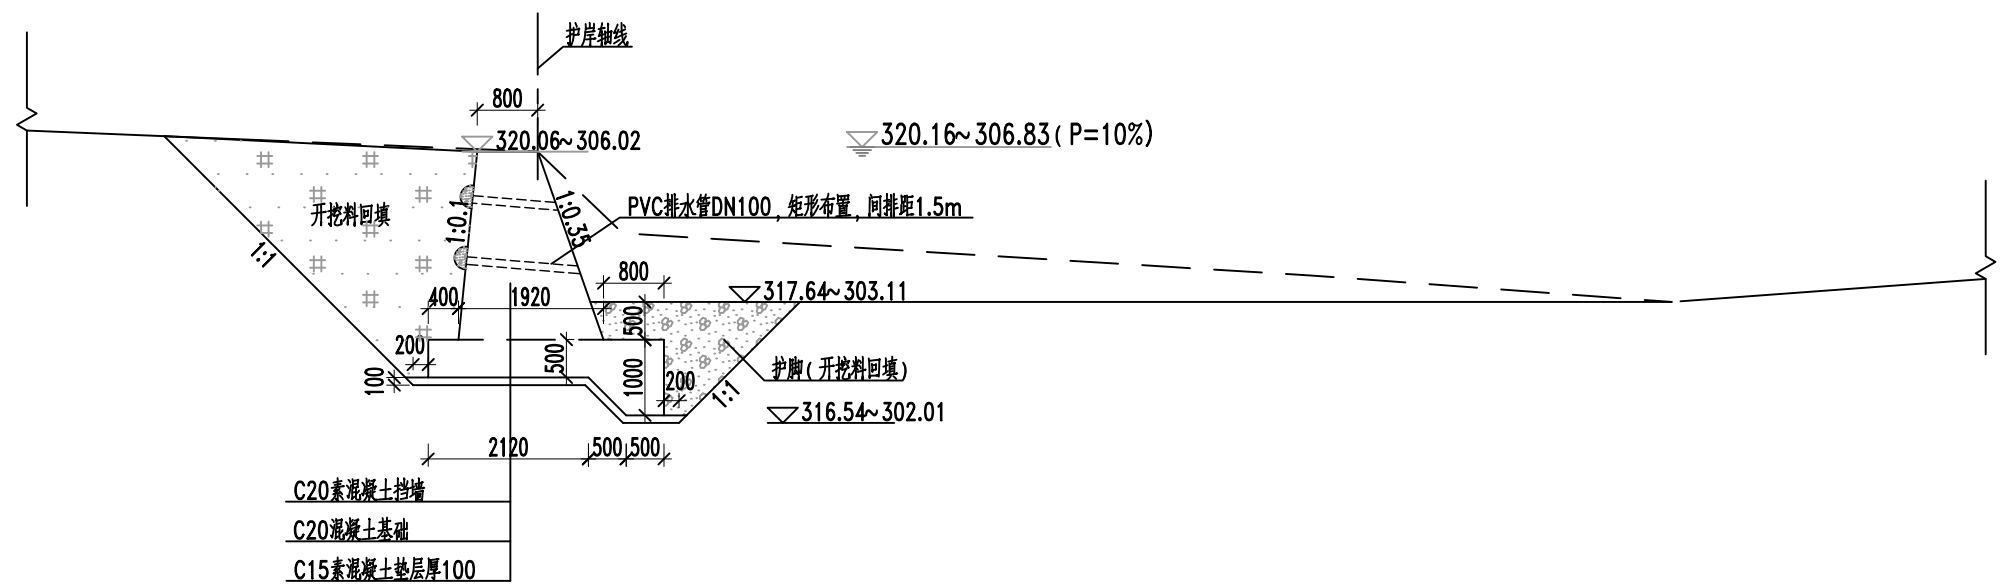 护岸轴线
800
320.06~306.02
320.16~306.83(P=10%)
1:0.1
1:0.35
PVC排水管DN100,矩形布置,间排距1.5m
开挖料回填
1:1
800
317.64~303.11
400
1920
500
200
500
1000
100
200
护脚(开挖料回填)
1:1
316.54~302.01
2120
500
500
C20素混凝土挡墙
C20混凝土基础
C15素混凝土垫层厚100